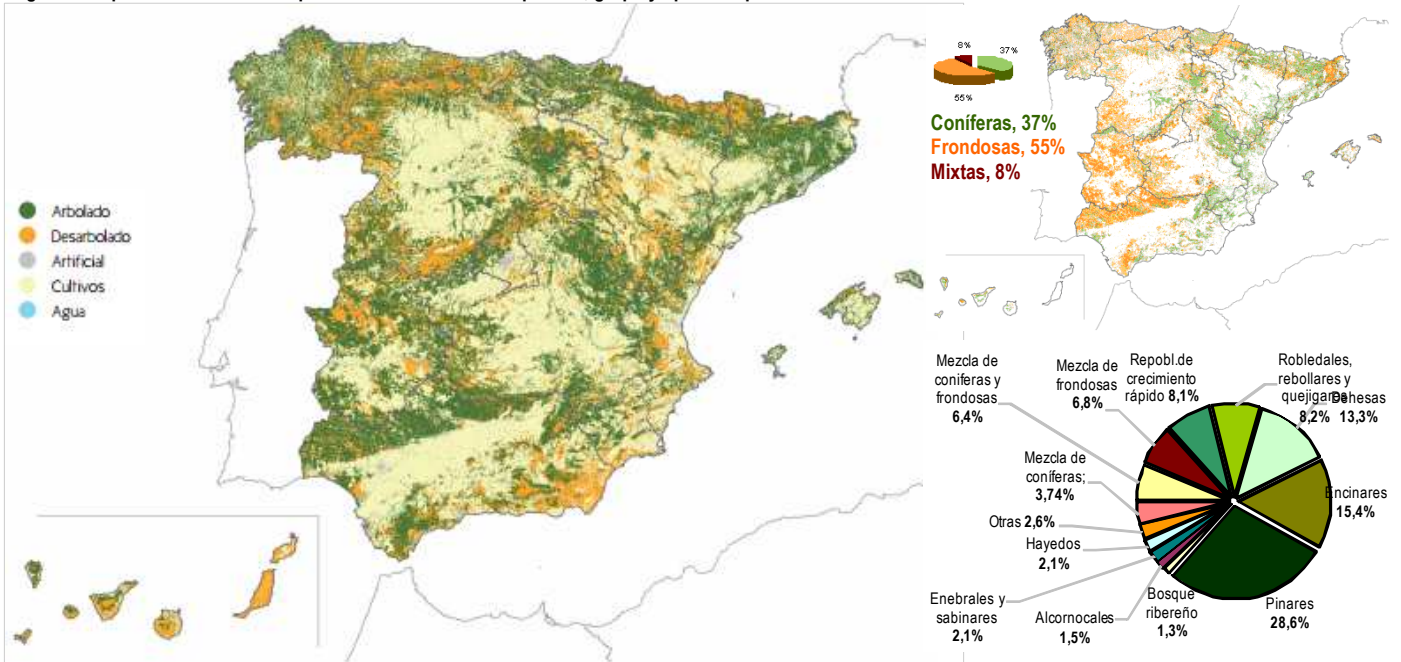 Arbolado
Desarbolado
Artificial
Cultivos
Agua
8%
37%
55%
Coníferas, 37%
Frondosas, 55%
Mixtas, 8%
Mezcla de
coniferas y
frondosas
6,4%
Mezcla de
frondosas
6,8%
Repobl.de
crecimiento
rápido 8,1%
Robledales,
rebollares y
8,2%
Dehesas
13,3%
Encinares
15,4%
Pinares
28,6%
Bosque
ribereño
1,3%
Alcornocales
1,5%
Enebrales y
sabinares
2,1%
Hayedos
2,1%
Otras 2,6%
Mezcla de
coníferas;
3,74%